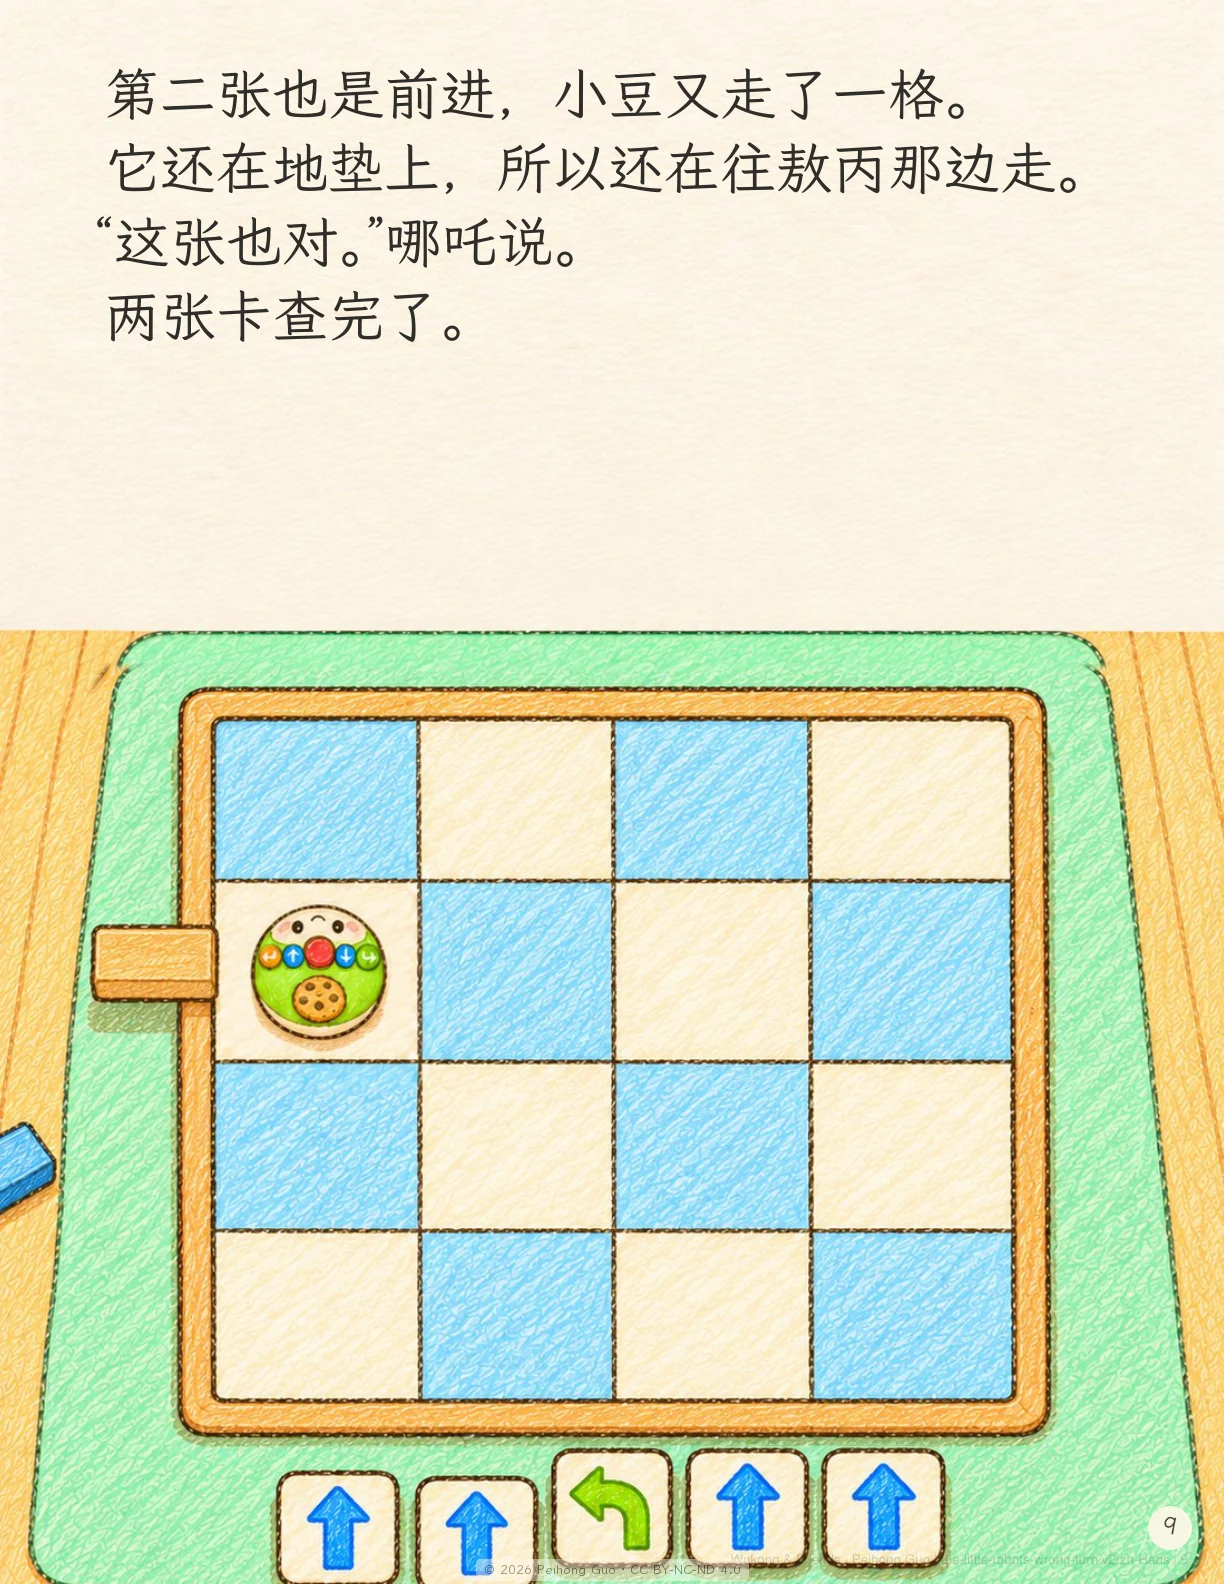 第二张也是前进，小豆又走了一格。
它还在地垫上，所以还在往敖丙那边走。
“这张也对。”哪吒说。
两张卡查完了。
9
© 2026 Peihong Guo • CC BY-NC-ND 4.0